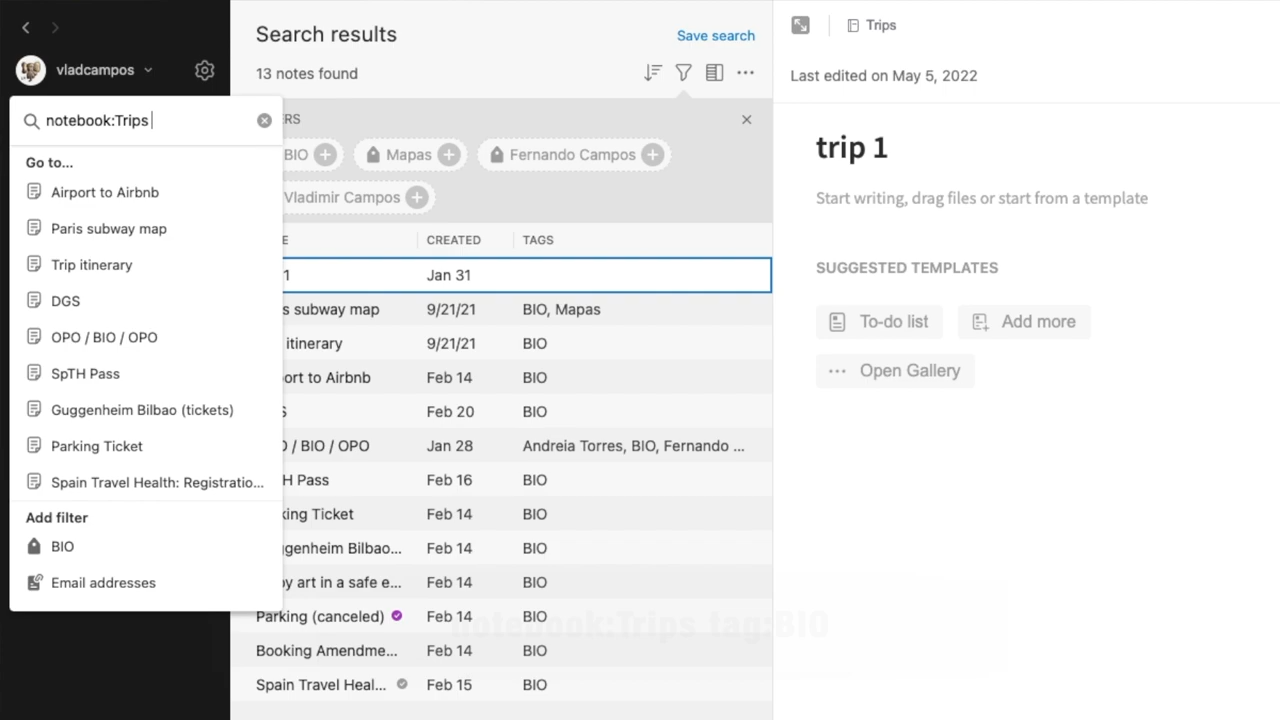 vladcampos
notebook:Trips
Go to...
Airport to Airbnb
Paris subway map
Trip itinerary
DGS
OPO / BIO / OPO
SpTH Pass
Guggenheim Bilbao (tickets)
Parking Ticket
Spain Travel Health: Registratio...
Add filter
BIO
Email addresses
Search results
Save search
13 notes found
ERS
BIO
Mapas
Fernando Campos
Vladimir Campos
E CREATED TAGS
1 Jan 31
s subway map 9/21/21 BIO, Mapas
itinerary 9/21/21 BIO
ort to Airbnb Feb 14 BIO
S Feb 20 BIO
O / BIO / OPO Jan 28 Andreia Torres, BIO, Fernando ...
H Pass Feb 16 BIO
king Ticket Feb 14 BIO
ggenheim Bilbao... Feb 14 BIO
oy art in a safe e... Feb 14 BIO
Parking (canceled) Feb 14 BIO
Booking Amendme... Feb 14 BIO
Spain Travel Heal... Feb 15 BIO
notebook:Trips tag:BIO
Trips
Last edited on May 5, 2022
trip 1
Start writing, drag files or start from a template
SUGGESTED TEMPLATES
To-do list
Add more
Open Gallery